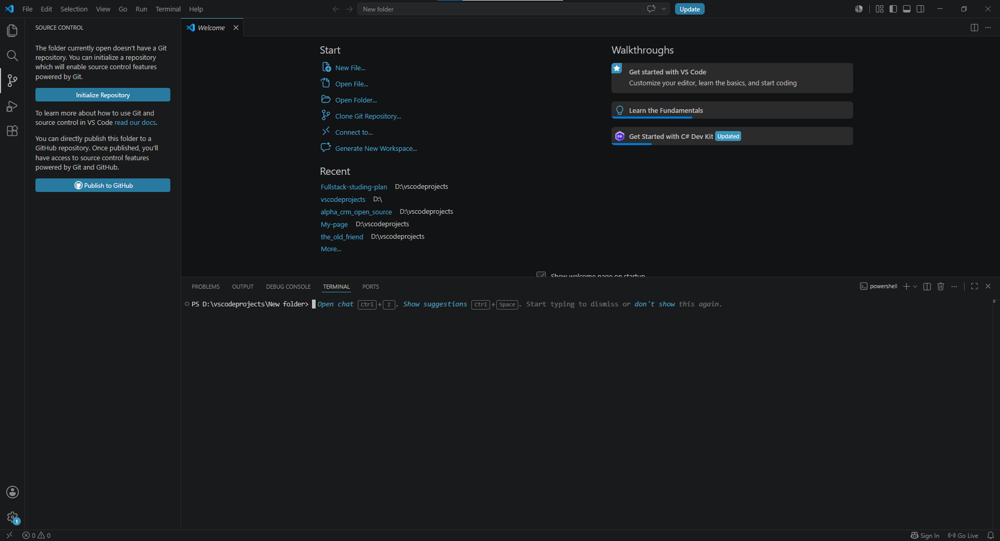 File Edit Selection View Go Run Terminal Help
New folder
Update
SOURCE CONTROL
The folder currently open doesn't have a Git
repository. You can initialize a repository
which will enable source control features
powered by Git.
Initialize Repository
To learn more about how to use Git and
source control in VS Code read our docs.
You can directly publish this folder to a
GitHub repository. Once published, you'll
have access to source control features
powered by Git and GitHub.
Publish to GitHub
Welcome
Start
New File...
Open File...
Open Folder...
Clone Git Repository...
Connect to...
Generate New Workspace...
Recent
Fullstack-studing-plan D:\vscodeprojects
vscodeprojects D:\
alpha_crm_open_source D:\vscodeprojects
My-page D:\vscodeprojects
the_old_friend D:\vscodeprojects
More...
Walkthroughs
Get started with VS Code
Customize your editor, learn the basics, and start coding
Learn the Fundamentals
Get Started with C# Dev Kit Updated
Show welcome page on startup
PROBLEMS OUTPUT DEBUG CONSOLE TERMINAL PORTS
powershell
PS D:\vscodeprojects\New folder> Open chat Ctrl + I . Show suggestions Ctrl + Space . Start typing to dismiss or don't show this again.
1
0 0
Sign In Go Live